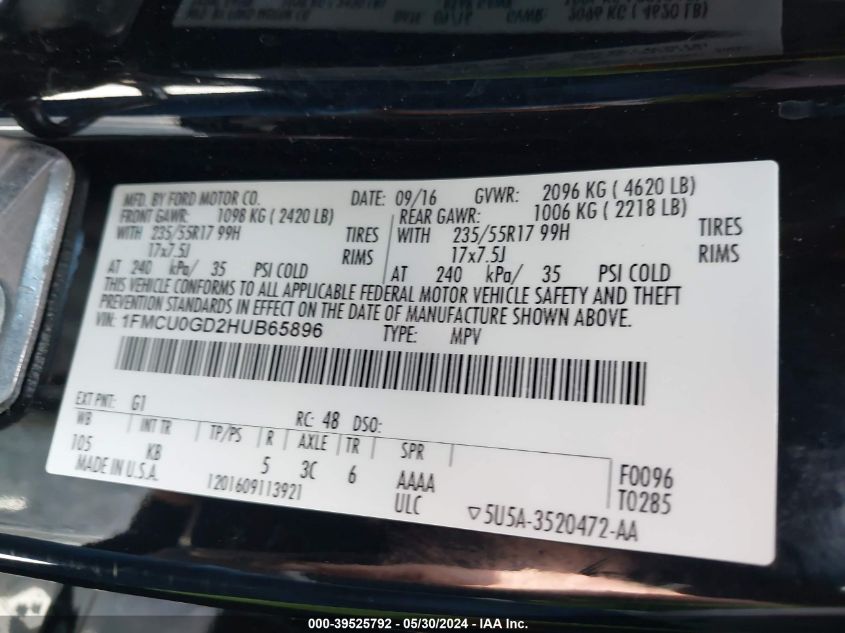 MFD. BY FORD MOTOR CO. DATE: 09/16 GVWR: 2096 KG ( 4620 LB)
FRONT GAWR: 1098 KG ( 2420 LB) REAR GAWR: 1006 KG ( 2218 LB)
WITH 235/55R17 99H TIRES WITH 235/55R17 99H TIRES
17x7.5J RIMS 17x7.5J RIMS
AT 240 kPa/ 35 PSI COLD AT 240 kPa/ 35 PSI COLD
THIS VEHICLE CONFORMS TO ALL APPLICABLE FEDERAL MOTOR VEHICLE SAFETY AND THEFT
PREVENTION STANDARDS IN EFFECT ON THE DATE OF MANUFACTURE SHOWN ABOVE.
VIN: 1FMCU0GD2HUB65896 TYPE: MPV
EXT PNT: G1 RC: 48 DSO:
WB INT TR TP/PS R AXLE TR SPR
105 KB 5 3C 6 AAAA F0096
MADE IN U.S.A. 1201609113921 ULC T0285
▽5U5A-3520472-AA
000-39525792 - 05/30/2024 - IAA Inc.